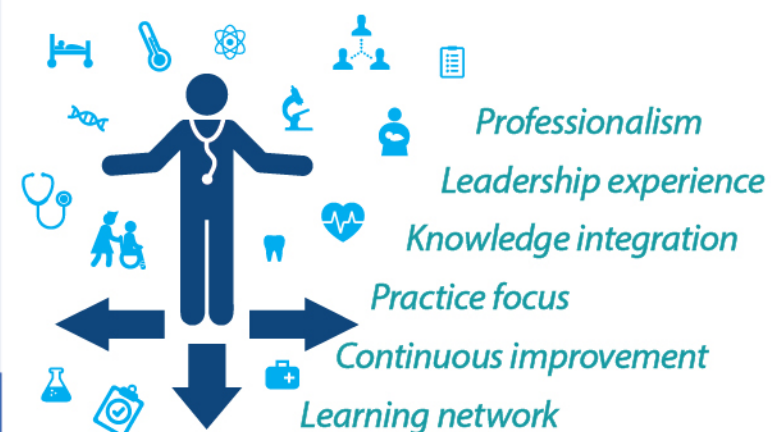 Professionalism
Leadership experience
Knowledge integration
Practice focus
Continuous improvement
Learning network